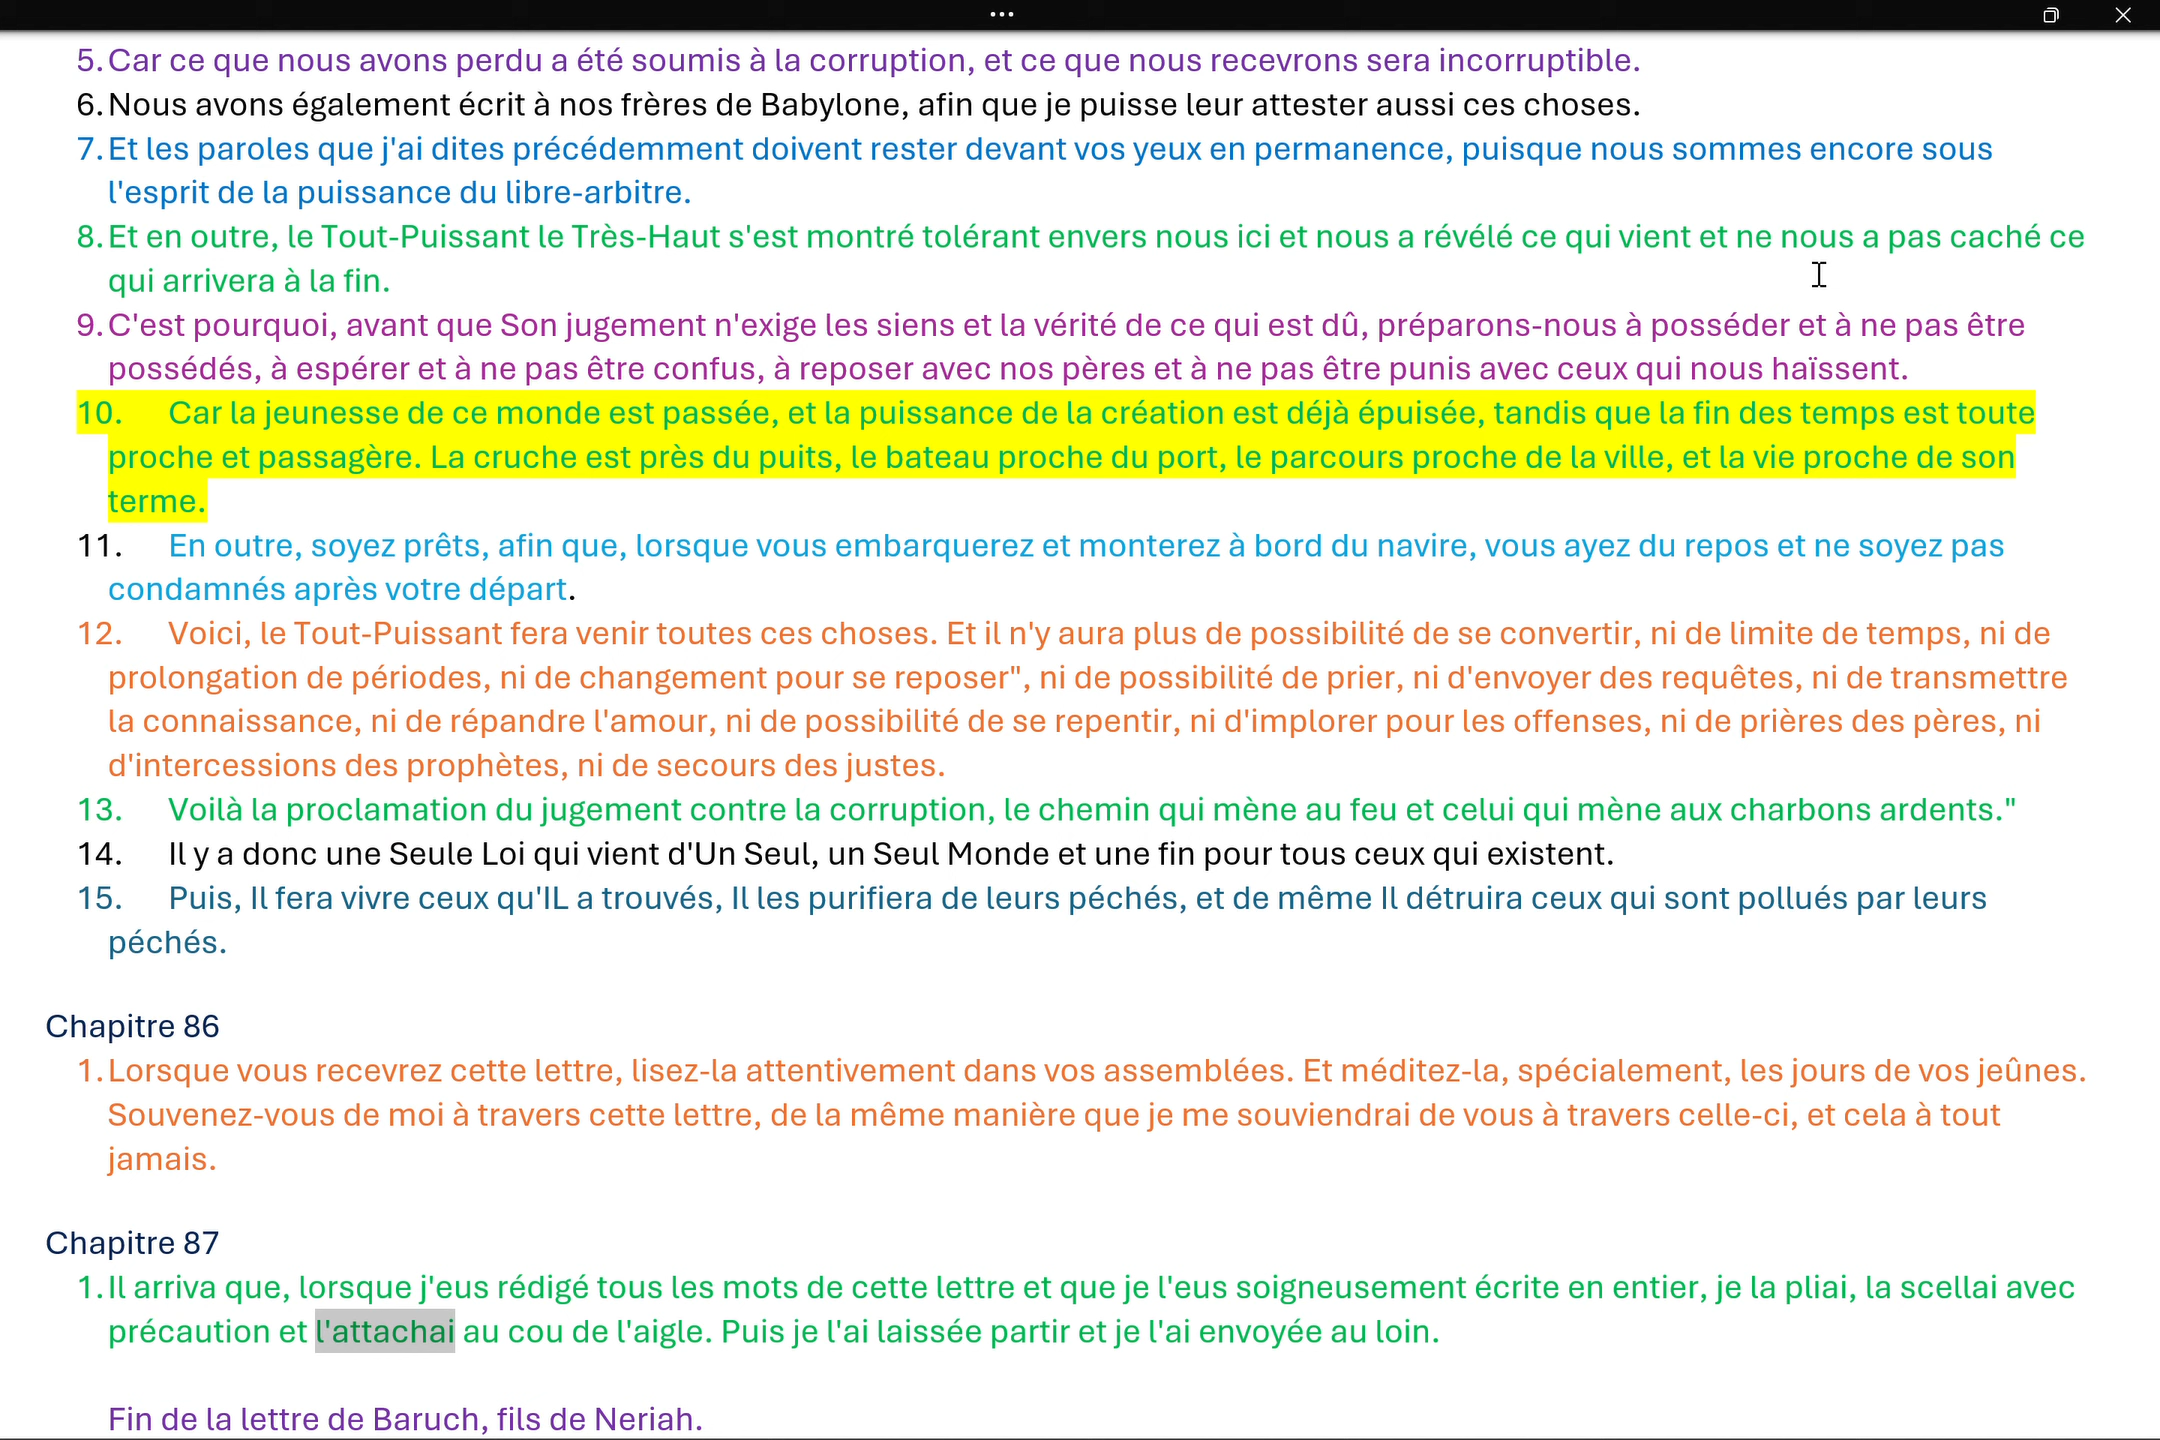 5. Car ce que nous avons perdu a été soumis à la corruption, et ce que nous recevrons sera incorruptible.
6. Nous avons également écrit à nos frères de Babylone, afin que je puisse leur attester aussi ces choses.
7. Et les paroles que j'ai dites précédemment doivent rester devant vos yeux en permanence, puisque nous sommes encore sous
l'esprit de la puissance du libre-arbitre.
8. Et en outre, le Tout-Puissant le Très-Haut s'est montré tolérant envers nous ici et nous a révélé ce qui vient et ne nous a pas caché ce
qui arrivera à la fin.
9. C'est pourquoi, avant que Son jugement n'exige les siens et la vérité de ce qui est dû, préparons-nous à posséder et à ne pas être
possédés, à espérer et à ne pas être confus, à reposer avec nos pères et à ne pas être punis avec ceux qui nous haïssent.
10. Car la jeunesse de ce monde est passée, et la puissance de la création est déjà épuisée, tandis que la fin des temps est toute
proche et passagère. La cruche est près du puits, le bateau proche du port, le parcours proche de la ville, et la vie proche de son
terme.
11. En outre, soyez prêts, afin que, lorsque vous embarquerez et monterez à bord du navire, vous ayez du repos et ne soyez pas
condamnés après votre départ.
12. Voici, le Tout-Puissant fera venir toutes ces choses. Et il n'y aura plus de possibilité de se convertir, ni de limite de temps, ni de
prolongation de périodes, ni de changement pour se reposer", ni de possibilité de prier, ni d'envoyer des requêtes, ni de transmettre
la connaissance, ni de répandre l'amour, ni de possibilité de se repentir, ni d'implorer pour les offenses, ni de prières des pères, ni
d'intercessions des prophètes, ni de secours des justes.
13. Voilà la proclamation du jugement contre la corruption, le chemin qui mène au feu et celui qui mène aux charbons ardents."
14. Il y a donc une Seule Loi qui vient d'Un Seul, un Seul Monde et une fin pour tous ceux qui existent.
15. Puis, Il fera vivre ceux qu'IL a trouvés, Il les purifiera de leurs péchés, et de même Il détruira ceux qui sont pollués par leurs
péchés.
Chapitre 86
1. Lorsque vous recevrez cette lettre, lisez-la attentivement dans vos assemblées. Et méditez-la, spécialement, les jours de vos jeûnes.
Souvenez-vous de moi à travers cette lettre, de la même manière que je me souviendrai de vous à travers celle-ci, et cela à tout
jamais.
Chapitre 87
1. Il arriva que, lorsque j'eus rédigé tous les mots de cette lettre et que je l'eus soigneusement écrite en entier, je la pliai, la scellai avec
précaution et l'attachai au cou de l'aigle. Puis je l'ai laissée partir et je l'ai envoyée au loin.
Fin de la lettre de Baruch, fils de Neriah.